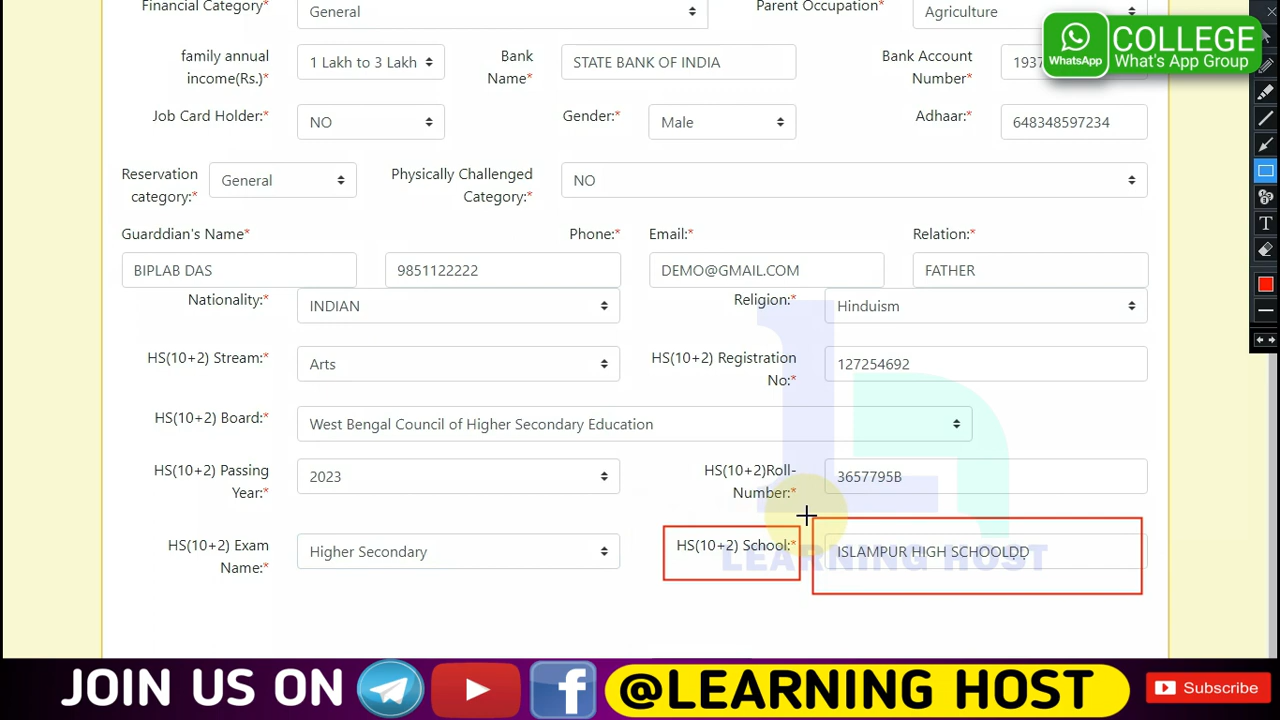 Financial Category* General Parent Occupation* Agriculture
family annual income(Rs.)* 1 Lakh to 3 Lakh Bank Name* STATE BANK OF INDIA Bank Account Number* 1937
Job Card Holder:* NO Gender:* Male Adhaar:* 648348597234
Reservation category:* General Physically Challenged Category:* NO
Guarddian's Name* Phone:* Email:* Relation:*
BIPLAB DAS 9851122222 DEMO@GMAIL.COM FATHER
Nationality:* INDIAN Religion:* Hinduism
HS(10+2) Stream:* Arts HS(10+2) Registration No:* 127254692
HS(10+2) Board:* West Bengal Council of Higher Secondary Education
HS(10+2) Passing Year:* 2023 HS(10+2)Roll-Number:* 3657795B
HS(10+2) Exam Name:* Higher Secondary HS(10+2) School:* ISLAMPUR HIGH SCHOOLDD
LEARNING HOST
WhatsApp
COLLEGE
What's App Group
T
JOIN US ON @LEARNING HOST Subscribe